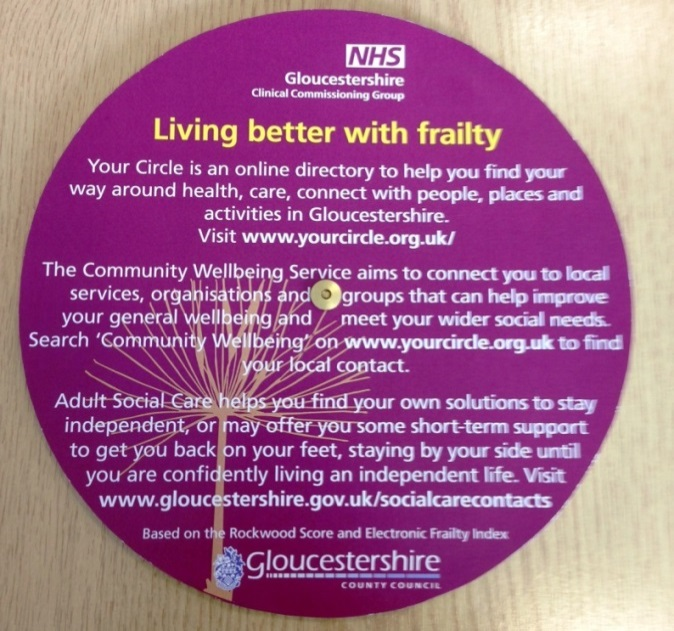 NHS
Gloucestershire
Clinical Commissioning Group
Living better with frailty
Your Circle is an online directory to help you find your
way around health, care, connect with people, places and
activities in Gloucestershire.
Visit www.yourcircle.org.uk/
The Community Wellbeing Service aims to connect you to local
services, organisations and groups that can help improve
your general wellbeing and meet your wider social needs.
Search ‘Community Wellbeing’ on www.yourcircle.org.uk to find
your local contact.
Adult Social Care helps you find your own solutions to stay
independent, or may offer you some short-term support
to get you back on your feet, staying by your side until
you are confidently living an independent life. Visit
www.gloucestershire.gov.uk/socialcarecontacts
Based on the Rockwood Score and Electronic Frailty Index
Gloucestershire
COUNTY COUNCIL